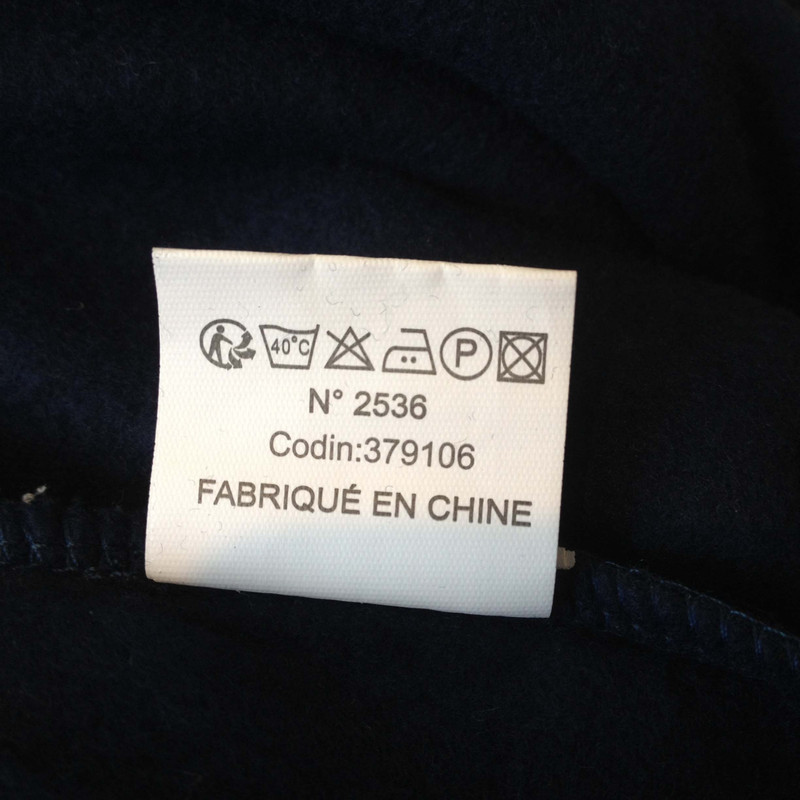 40°C P
N° 2536
Codin:379106
FABRIQUÉ EN CHINE